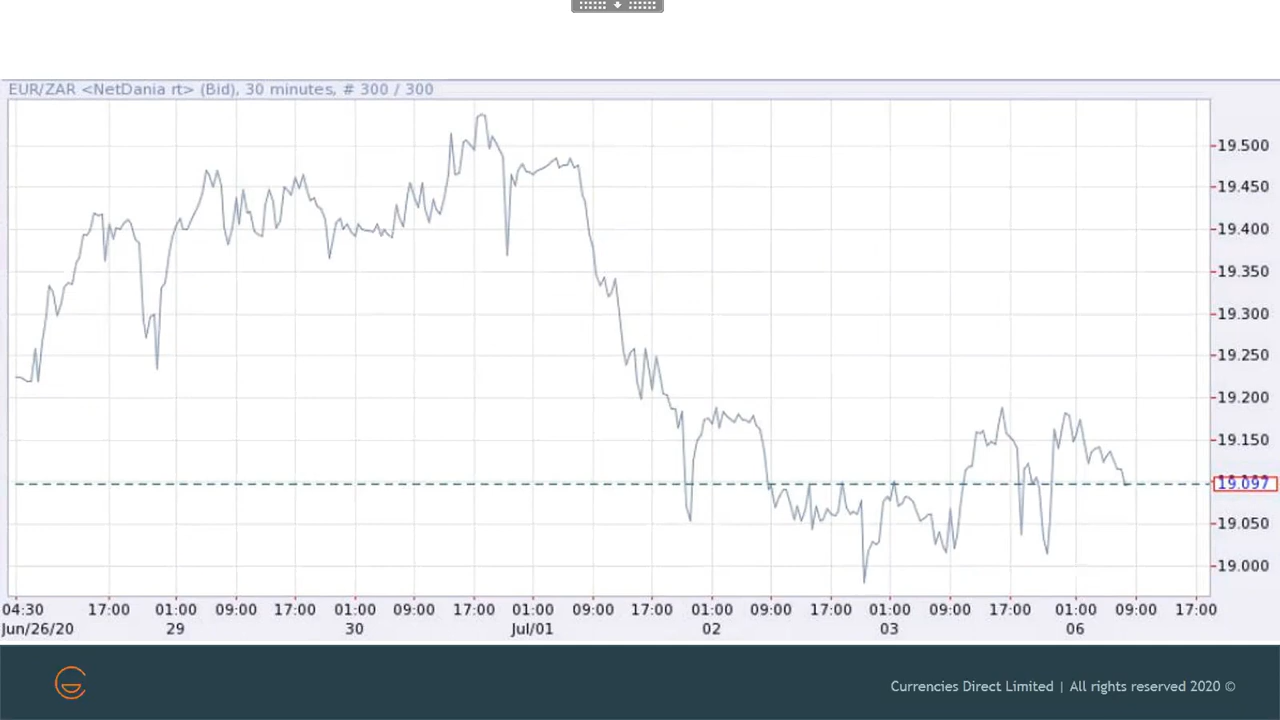 EUR/ZAR <NetDania rt> (Bid), 30 minutes, # 300 / 300
19.500
19.450
19.400
19.350
19.300
19.250
19.200
19.150
19.097
19.050
19.000
04:30 17:00 01:00 09:00 17:00 01:00 09:00 17:00 01:00 09:00 17:00 01:00 09:00 17:00 01:00 09:00 17:00 01:00 09:00 17:00
Jun/26/20 29 30 Jul/01 02 03 06
Currencies Direct Limited | All rights reserved 2020 ©